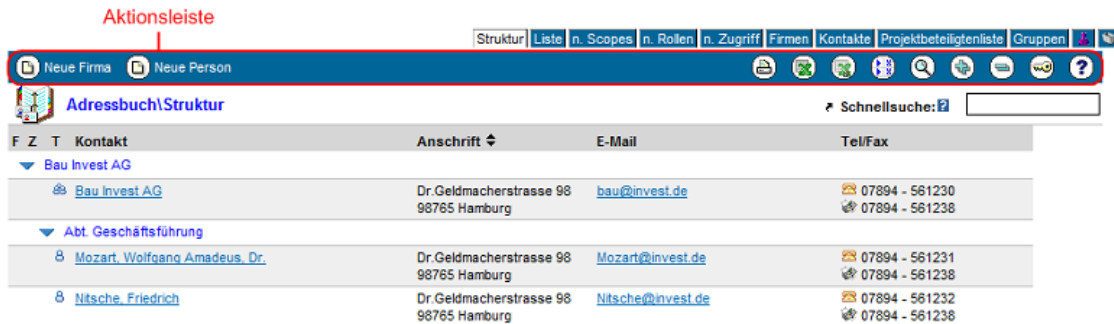 Aktionsleiste
Struktur Liste n. Scopes n. Rollen n. Zugriff Firmen Kontakte Projektbeteiligtenliste Gruppen
Neue Firma Neue Person ?
Adressbuch\Struktur Schnellsuche: ?
F Z T Kontakt Anschrift E-Mail Tel/Fax
Bau Invest AG
Bau Invest AG Dr.Geldmacherstrasse 98 bau@invest.de 07894 - 561230
98765 Hamburg 07894 - 561238
Abt. Geschäftsführung
Mozart, Wolfgang Amadeus, Dr. Dr.Geldmacherstrasse 98 Mozart@invest.de 07894 - 561231
98765 Hamburg 07894 - 561238
Nitsche, Friedrich Dr.Geldmacherstrasse 98 Nitsche@invest.de 07894 - 561232
98765 Hamburg 07894 - 561238